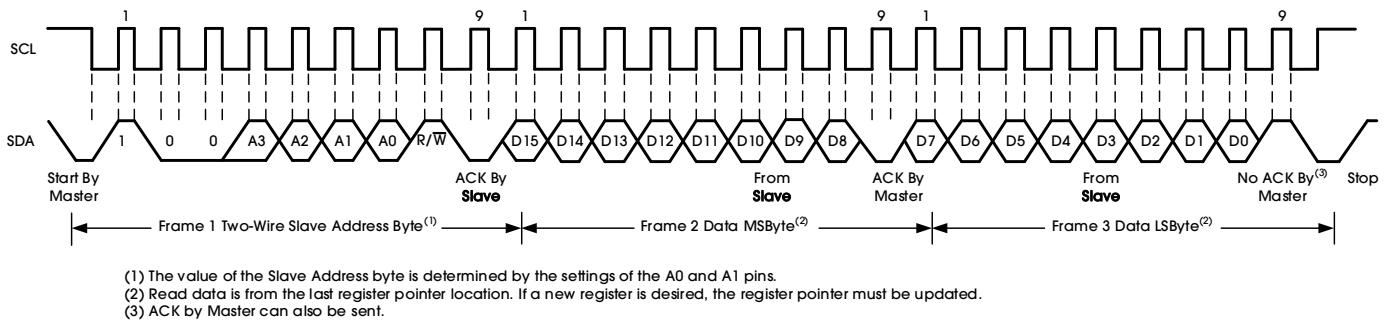 1 9 1 9 1 9
SCL
SDA
1 0 0 A3 A2 A1 A0 R/W̅ D15 D14 D13 D12 D11 D10 D9 D8 D7 D6 D5 D4 D3 D2 D1 D0
Start By
Master
ACK By
Slave
From
Slave
ACK By
Master
From
Slave
No ACK By(3)
Master
Stop
Frame 1 Two-Wire Slave Address Byte(1)
Frame 2 Data MSByte(2)
Frame 3 Data LSByte(2)
(1) The value of the Slave Address byte is determined by the settings of the A0 and A1 pins.
(2) Read data is from the last register pointer location. If a new register is desired, the register pointer must be updated.
(3) ACK by Master can also be sent.